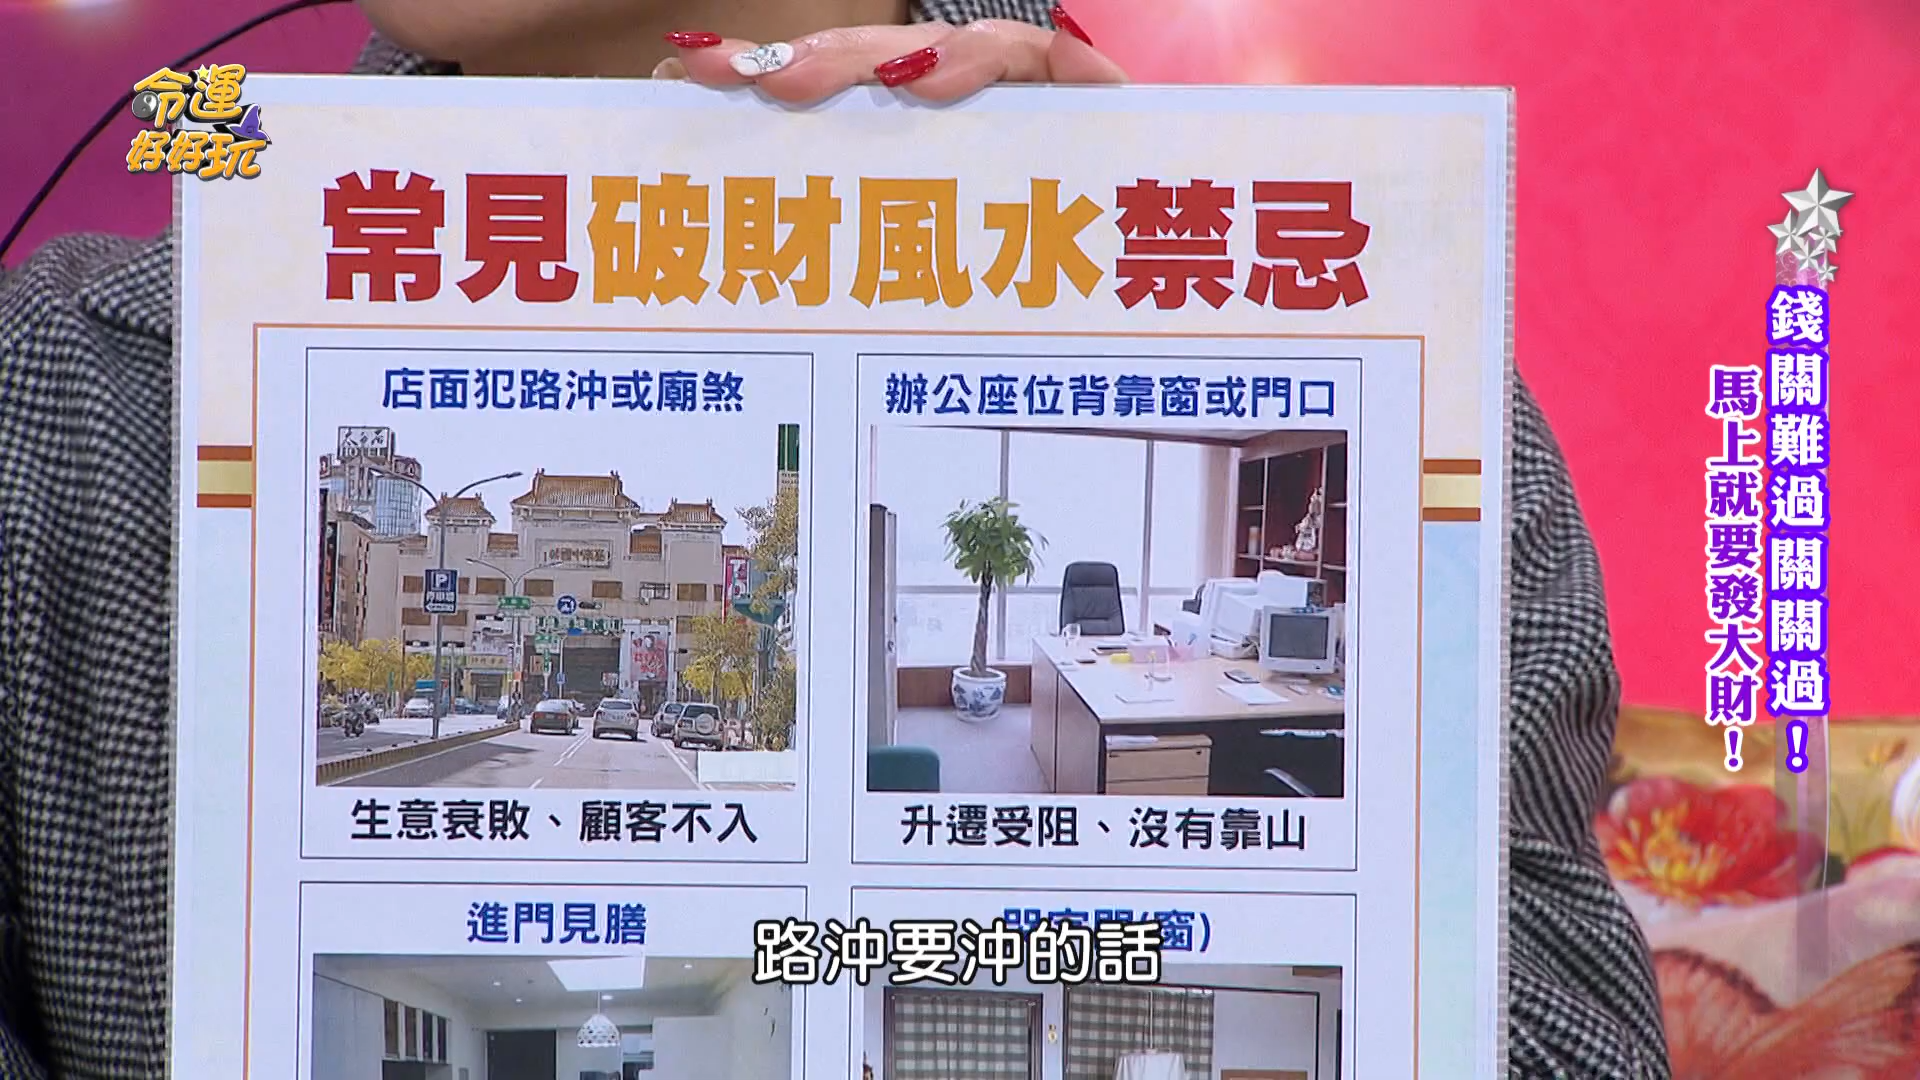 命運
好好玩
常見破財風水禁忌
錢關難過關關過！
馬上就要發大財！
店面犯路沖或廟煞
生意衰敗、顧客不入
辦公座位背靠窗或門口
升遷受阻、沒有靠山
進門見膳
窗)
路沖要沖的話
P